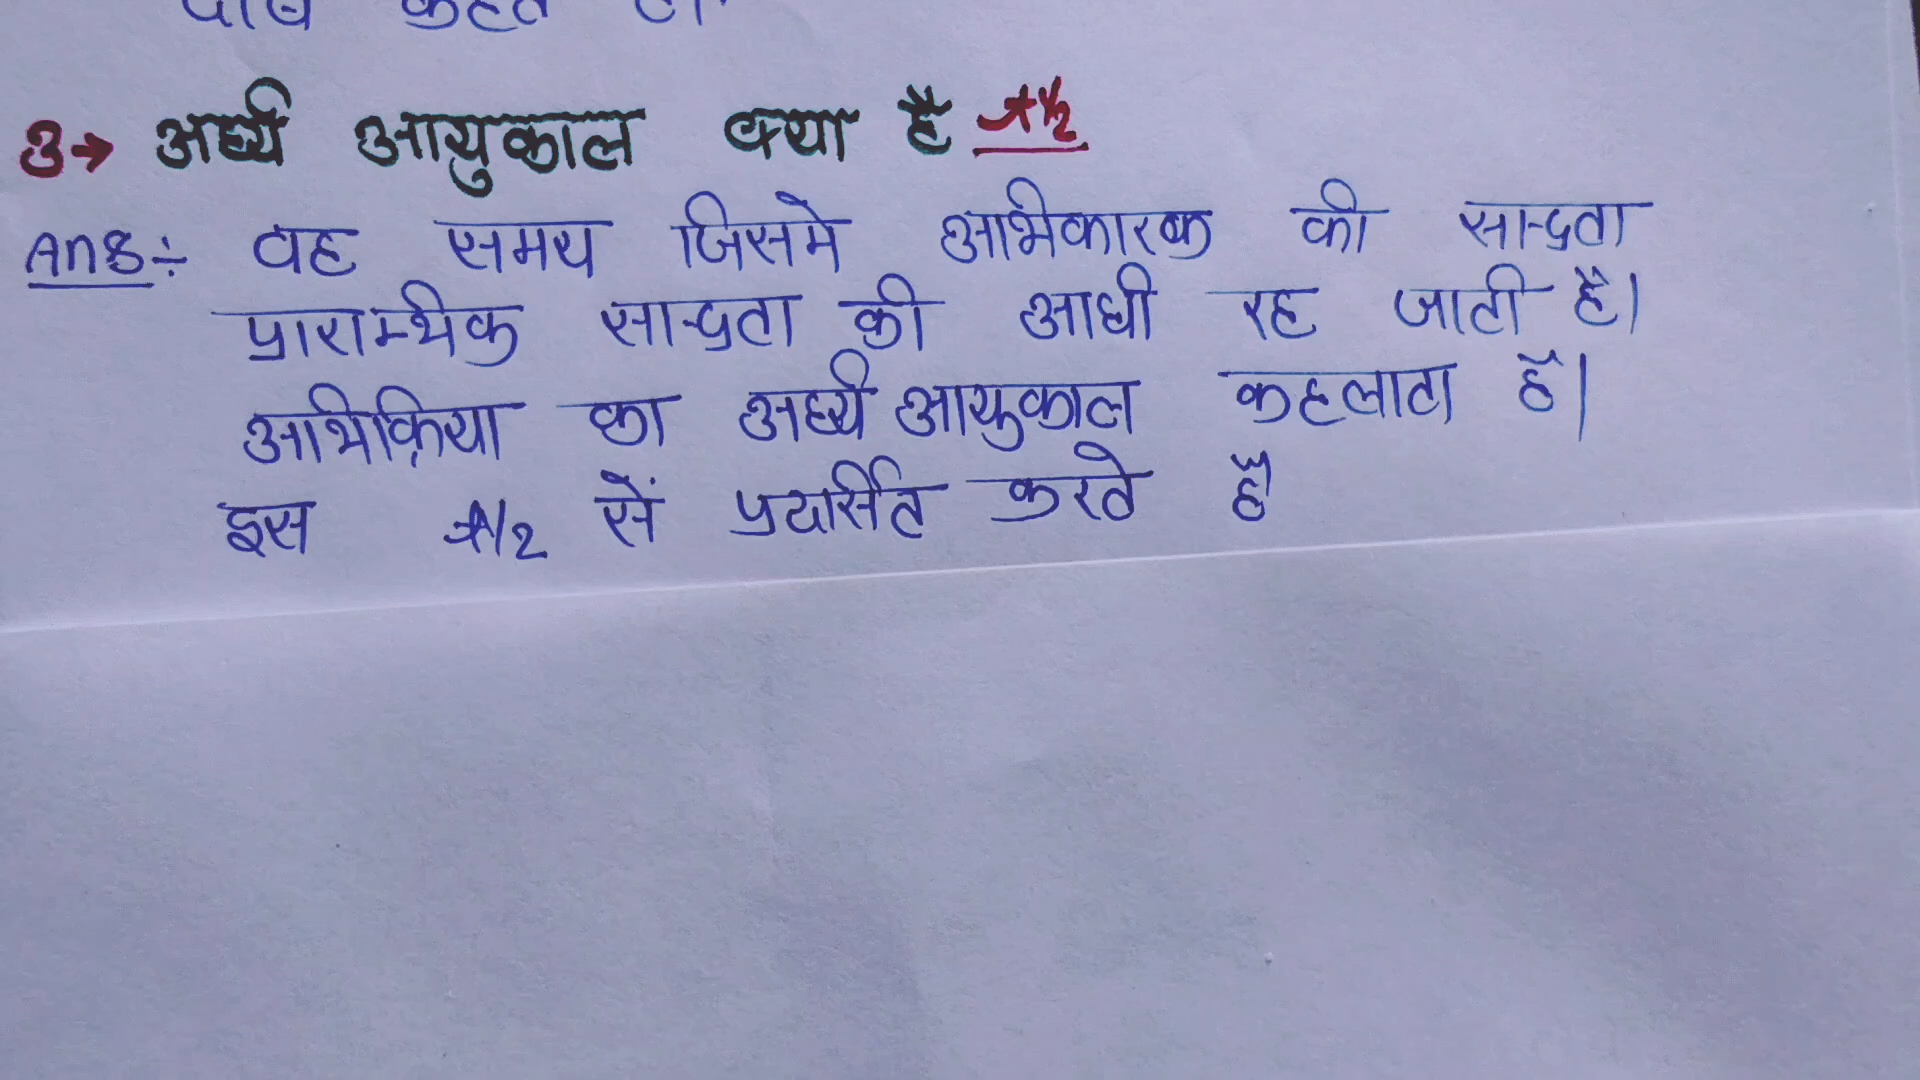 कहते है।
3→ अर्ध्य आयुकाल क्या है t½
Ans:- वह समय जिसमे अभिकारक की सान्द्रता
प्रारम्भिक सान्द्रता की आधी रह जाती है।
अभिक्रिया का अर्ध्य आयुकाल कहलाता है।
इस t1/2 सें प्रदर्सित करते है